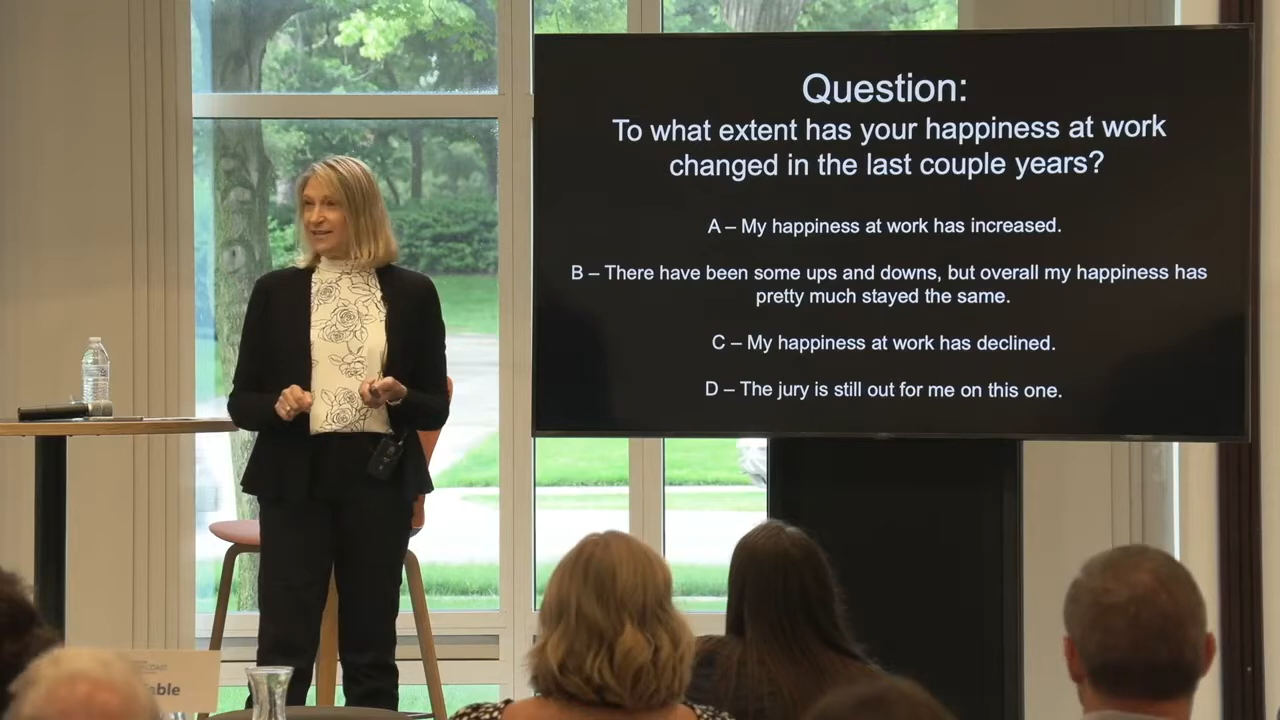 Question:
To what extent has your happiness at work
changed in the last couple years?
A – My happiness at work has increased.
B – There have been some ups and downs, but overall my happiness has
pretty much stayed the same.
C – My happiness at work has declined.
D – The jury is still out for me on this one.